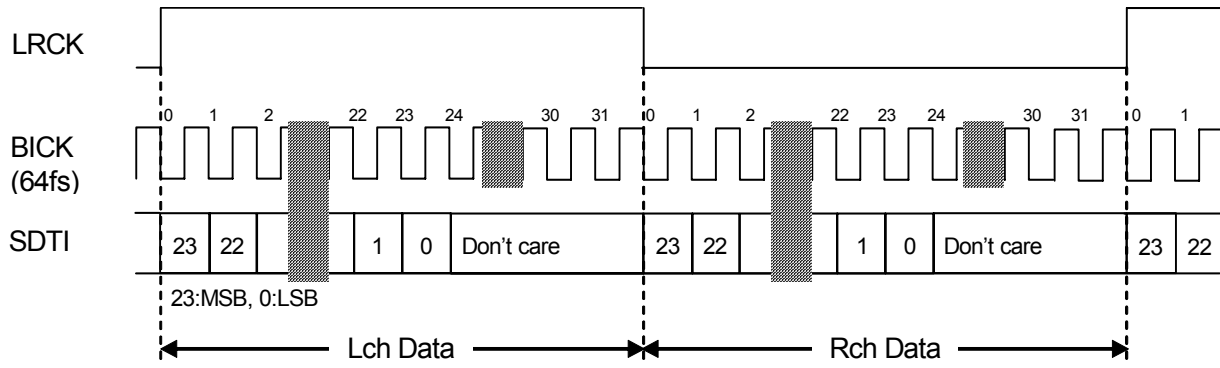 LRCK
0 1 2 22 23 24 30 31 0 1 2 22 23 24 30 31 0 1
BICK
(64fs)
SDTI 23 22 1 0 Don't care 23 22 1 0 Don't care 23 22
23:MSB, 0:LSB
Lch Data Rch Data